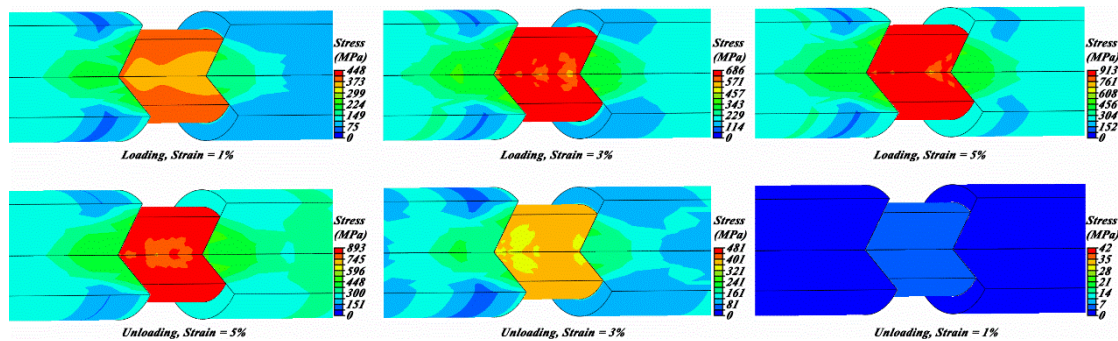 Stress
(MPa)
448
373
299
224
149
75
0
Loading, Strain = 1%
Stress
(MPa)
686
571
457
343
229
114
0
Loading, Strain = 3%
Stress
(MPa)
912
761
608
456
304
152
0
Loading, Strain = 5%
Stress
(MPa)
893
745
596
448
300
151
0
Unloading, Strain = 5%
Stress
(MPa)
481
401
321
241
161
81
0
Unloading, Strain = 3%
Stress
(MPa)
42
35
28
21
14
7
0
Unloading, Strain = 1%